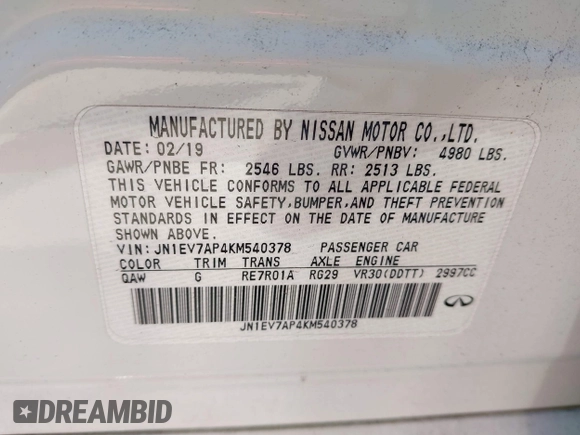 MANUFACTURED BY NISSAN MOTOR CO.,LTD.
DATE: 02/19 GVWR/PNBV: 4980 LBS.
GAWR/PNBE FR: 2546 LBS. RR: 2513 LBS.
THIS VEHICLE CONFORMS TO ALL APPLICABLE FEDERAL
MOTOR VEHICLE SAFETY,BUMPER,AND THEFT PREVENTION
STANDARDS IN EFFECT ON THE DATE OF MANUFACTURE
SHOWN ABOVE.
VIN: JN1EV7AP4KM540378 PASSENGER CAR
COLOR TRIM TRANS AXLE ENGINE
QAW G RE7R01A RG29 VR30(DDTT) 2997CC
JN1EV7AP4KM540378
DREAMBID